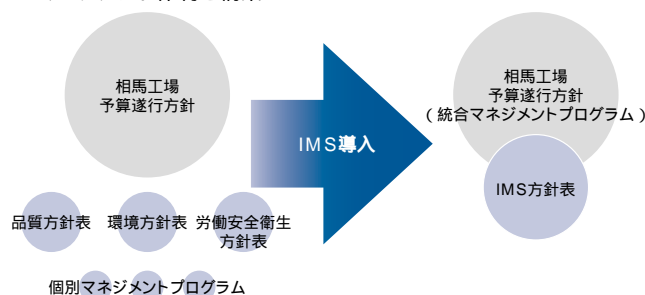 相馬工場
予算遂行方針
IMS導入
相馬工場
予算遂行方針
(統合マネジメントプログラム)
IMS方針表
品質方針表
環境方針表
労働安全衛生
方針表
個別マネジメントプログラム